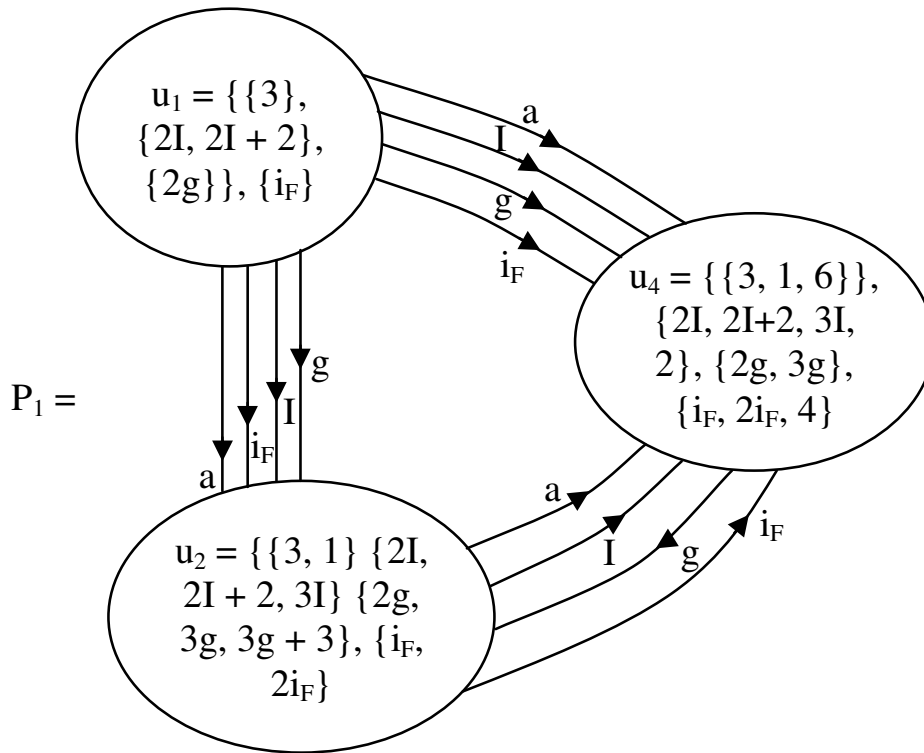 u₁ = {{3},
{2I, 2I + 2},
{2g}}, {i_F}
a
I
g
i_F
u₄ = {{3, 1, 6}},
{2I, 2I+2, 3I,
2}, {2g, 3g},
{i_F, 2i_F, 4}
P₁ =
a
i_F
I
g
u₂ = {{3, 1} {2I,
2I + 2, 3I} {2g,
3g, 3g + 3}, {i_F,
2i_F}
a
I
g
i_F